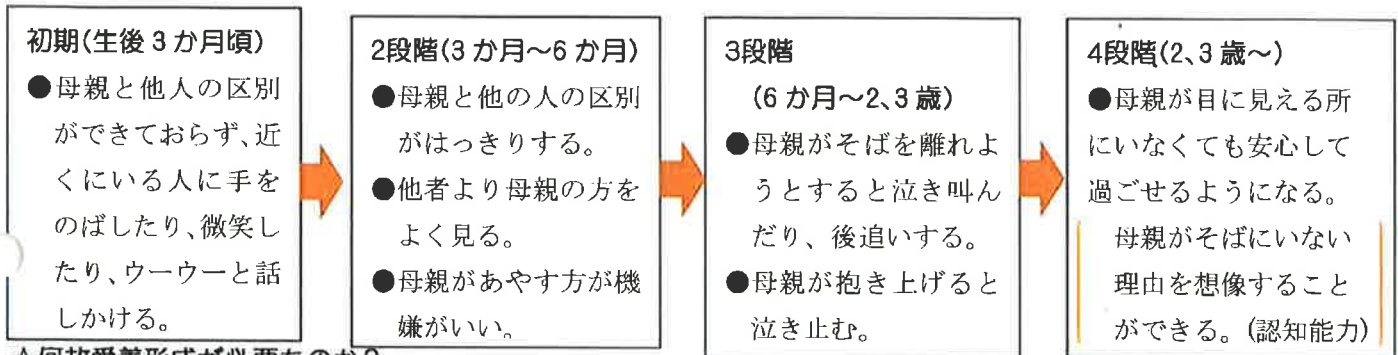 初期(生後3か月頃)
●母親と他人の区別
ができておらず、近
くにいる人に手を
のばしたり、微笑し
たり、ウーウーと話
しかける。
2段階(3か月～6か月)
●母親と他の人の区別
がはっきりする。
●他者より母親の方を
よく見る。
●母親があやす方が機
嫌がいい。
3段階
(6か月～2、3歳)
●母親がそばを離れよ
うとすると泣き叫ん
だり、後追いする。
●母親が抱き上げると
泣き止む。
4段階(2、3歳～)
●母親が目に見える所
にいなくても安心して
過ごせるようになる。
母親がそばにいない
理由を想像すること
ができる。(認知能力)